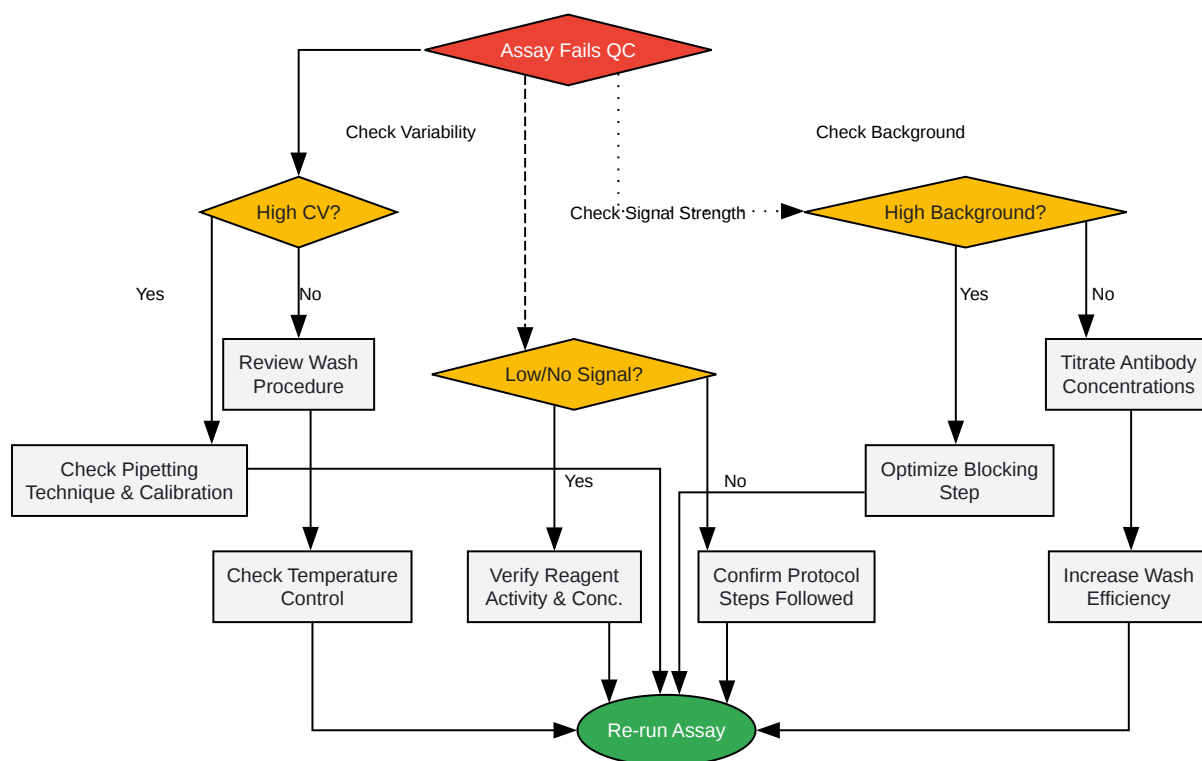 Assay Fails QC
Check Variability
Check Background
High CV?
Check Signal Strength
High Background?
Yes
No
Yes
No
Review Wash
Procedure
Low/No Signal?
Titrate Antibody
Concentrations
Check Pipetting
Technique & Calibration
Yes
No
Optimize Blocking
Step
Check Temperature
Control
Verify Reagent
Activity & Conc.
Confirm Protocol
Steps Followed
Increase Wash
Efficiency
Re-run Assay